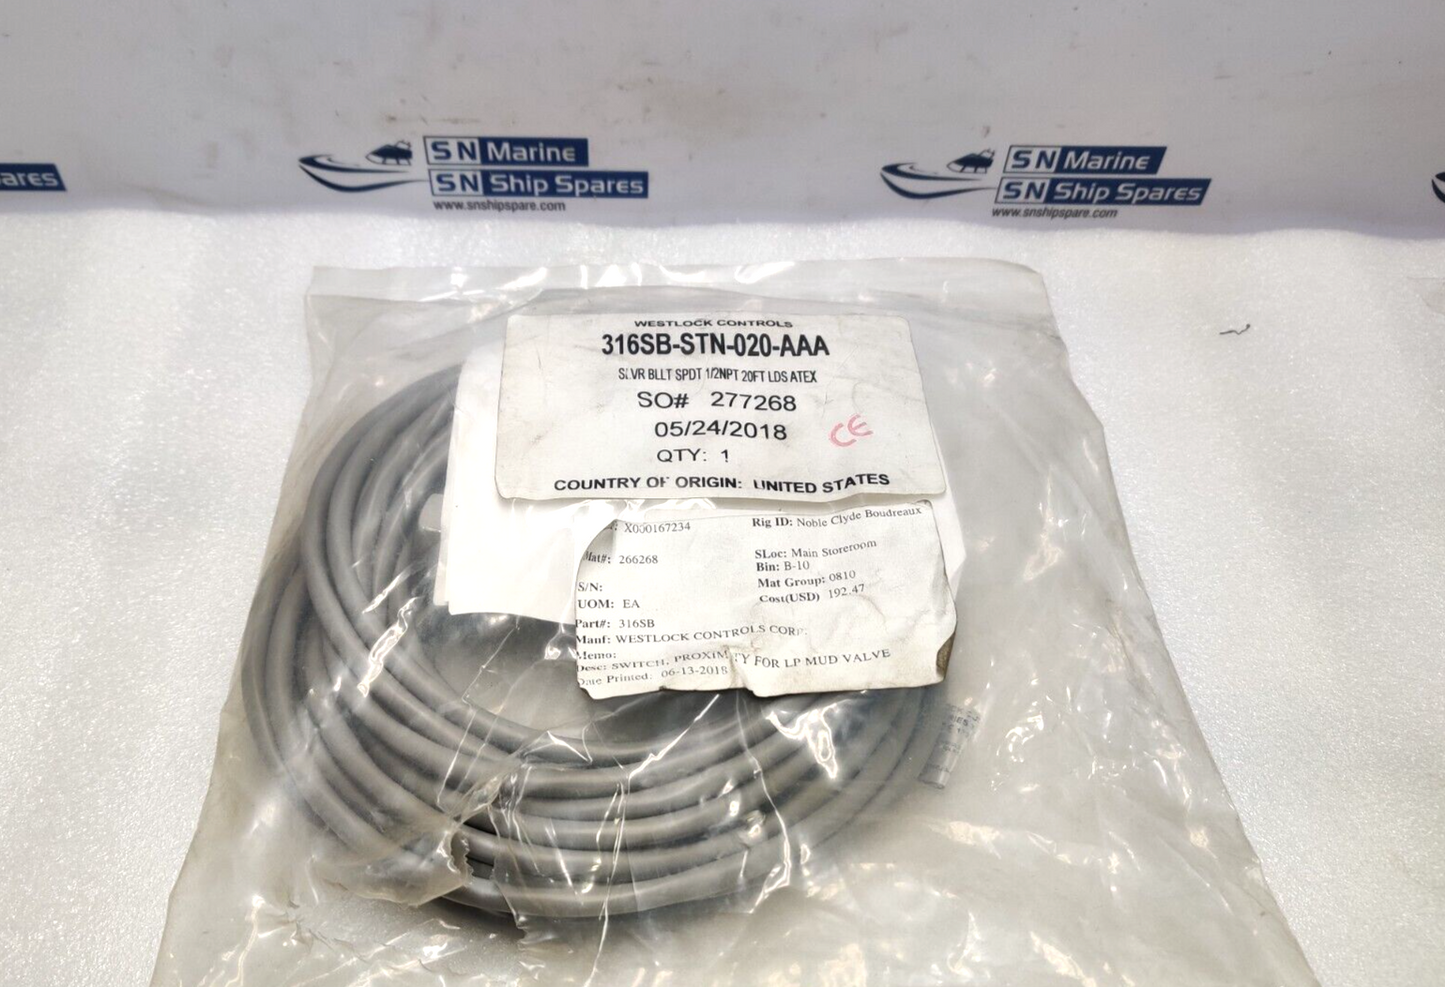 ares
SN Marine
SN Ship Spares
www.snshipspare.com
SN Marine
SN Ship Spares
www.snshipspare.com
WESTLOCK CONTROLS
316SB-STN-020-AAA
SLVR BLLT SPDT 1/2NPT 20FT LDS ATEX
SO# 277268
05/24/2018
CE
QTY: 1
COUNTRY OF ORIGIN: UNITED STATES
: X000167234 Rig ID: Noble Clyde Boudreaux
Mat#: 266268 SLoc: Main Storeroom
Bin: B-10
S/N: Mat Group: 0810
UOM: EA Cost(USD) 192.47
Part#: 316SB
Manf: WESTLOCK CONTROLS CORP.
Memo:
Desc: SWITCH, PROXIMITY FOR LP MUD VALVE
Date Printed: 06-13-2018